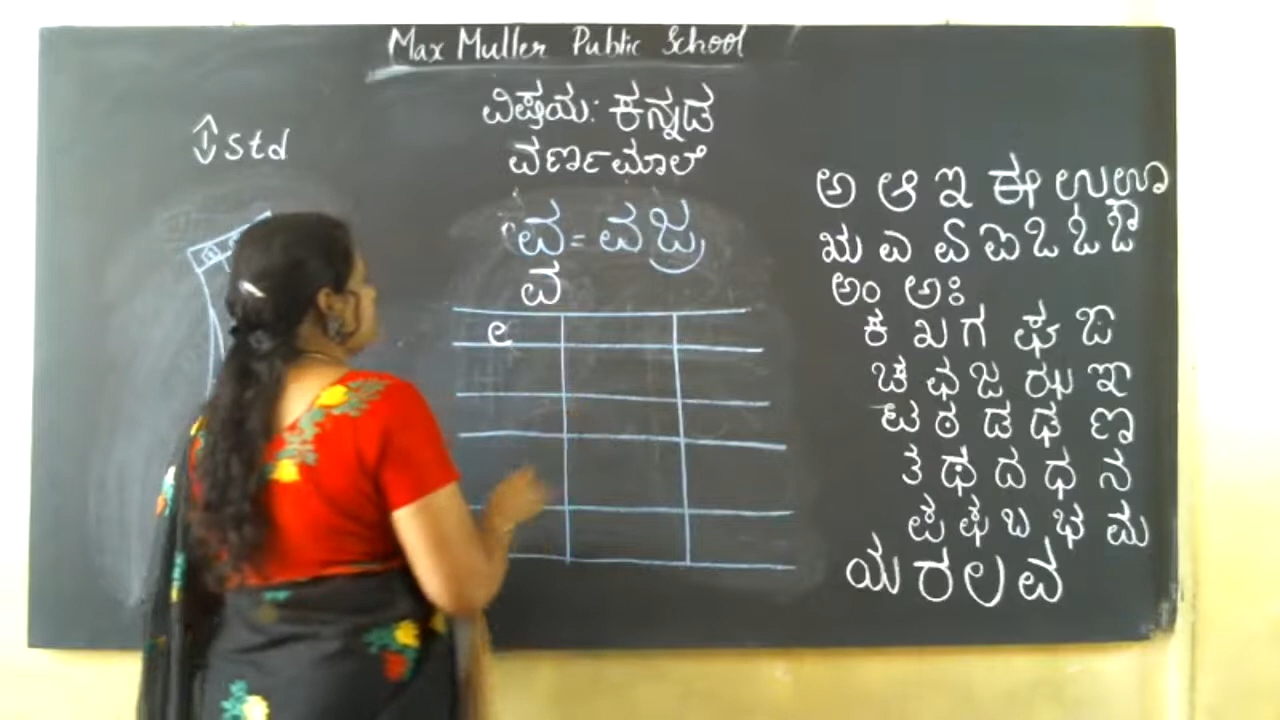 Max Muller Public School
ವಿಷಯ: ಕನ್ನಡ
Std
ವರ್ಣಮಾಲೆ
ವ = ವಜ್ರ
ವ
ಅ ಆ ಇ ಈ ಉ ಊ
ಋ ಎ ಏ ಐ ಒ ಓ ಔ
ಅಂ ಅಃ
ಕ ಖ ಗ ಘ ಙ
ಚ ಛ ಜ ಝ ಞ
ಟ ಠ ಡ ಢ ಣ
ತ ಥ ದ ಧ ನ
ಪ ಫ ಬ ಭ ಮ
ಯ ರ ಲ ವ